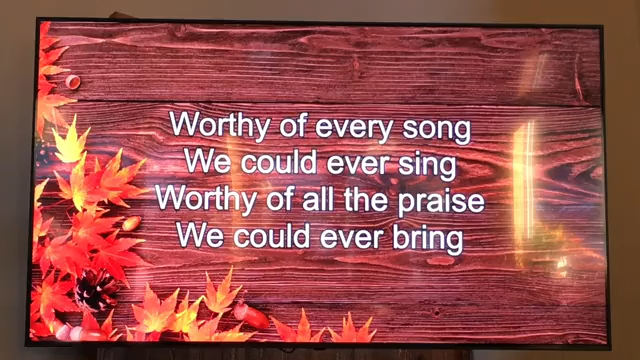 Worthy of every song
We could ever sing
Worthy of all the praise
We could ever bring